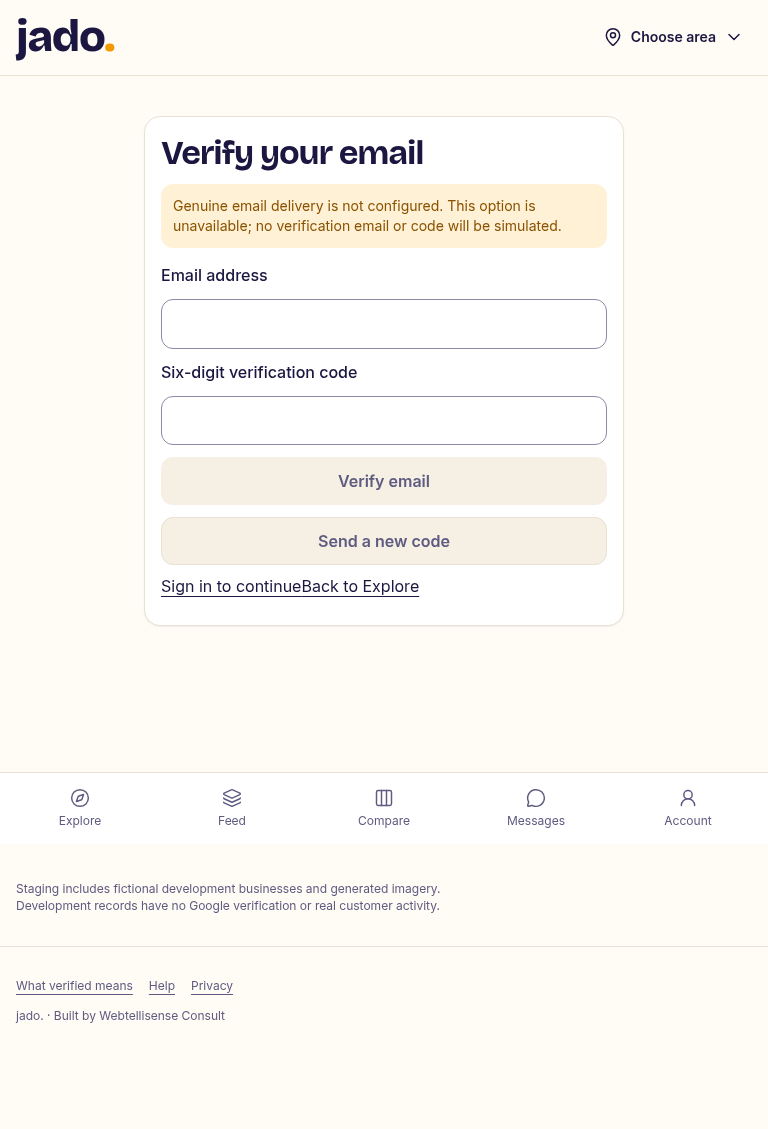 jado.
Choose area
Verify your email
Genuine email delivery is not configured. This option is
unavailable; no verification email or code will be simulated.
Email address
Six-digit verification code
Verify email
Send a new code
Sign in to continueBack to Explore
Explore
Feed
Compare
Messages
Account
Staging includes fictional development businesses and generated imagery.
Development records have no Google verification or real customer activity.
What verified means
Help
Privacy
jado. · Built by Webtellisense Consult